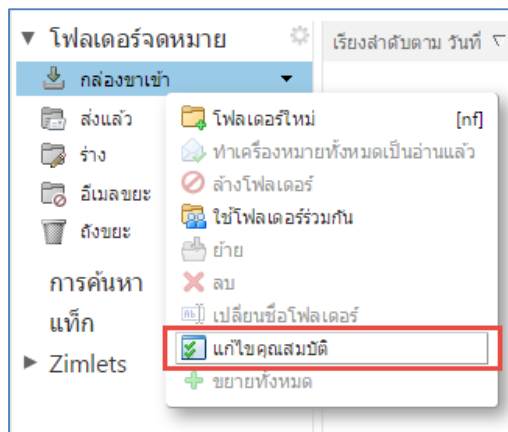 โฟลเดอร์จดหมาย
เรียงลำดับตาม วันที่
กล่องขาเข้า
ส่งแล้ว
ร่าง
อีเมลขยะ
ถังขยะ
การค้นหา
แท็ก
Zimlets
โฟลเดอร์ใหม่ [nf]
ทำเครื่องหมายทั้งหมดเป็นอ่านแล้ว
ล้างโฟลเดอร์
ใช้โฟลเดอร์ร่วมกัน
ย้าย
ลบ
เปลี่ยนชื่อโฟลเดอร์
แก้ไขคุณสมบัติ
ขยายทั้งหมด